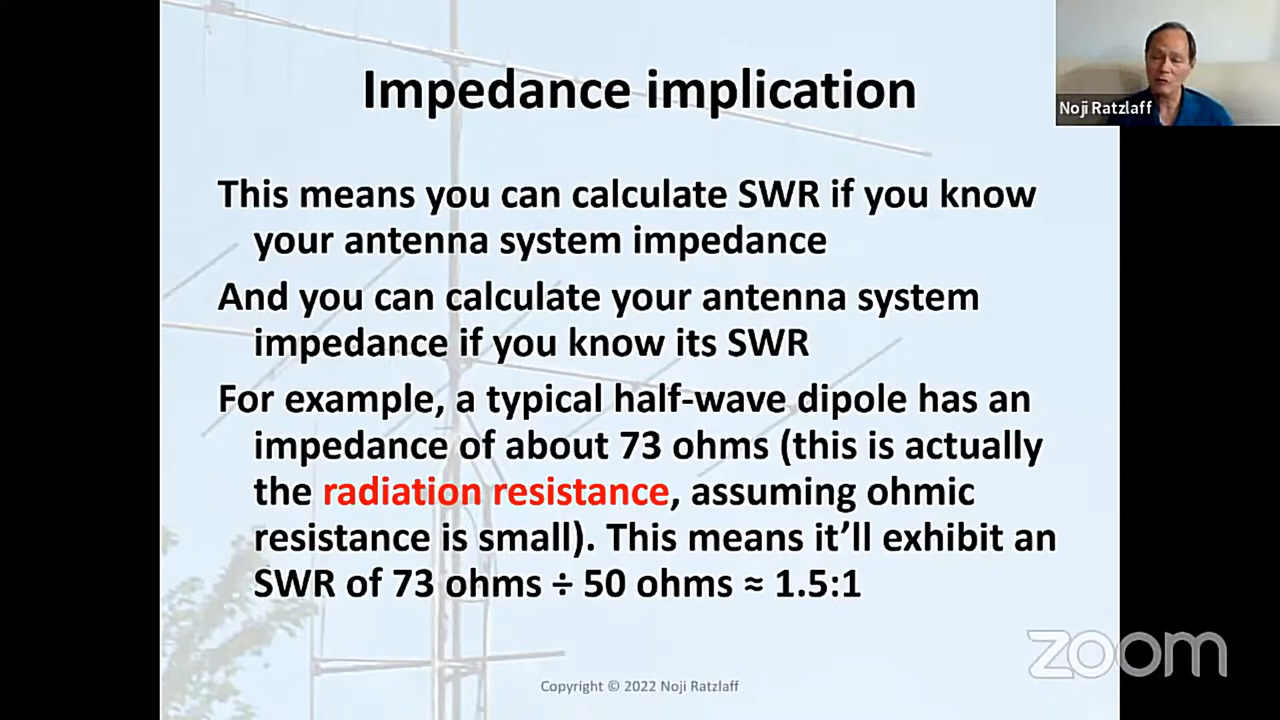 Impedance implication
Noji Ratzlaff
This means you can calculate SWR if you know
your antenna system impedance
And you can calculate your antenna system
impedance if you know its SWR
For example, a typical half-wave dipole has an
impedance of about 73 ohms (this is actually
the radiation resistance, assuming ohmic
resistance is small). This means it’ll exhibit an
SWR of 73 ohms ÷ 50 ohms ≈ 1.5:1
zoom
Copyright © 2022 Noji Ratzlaff